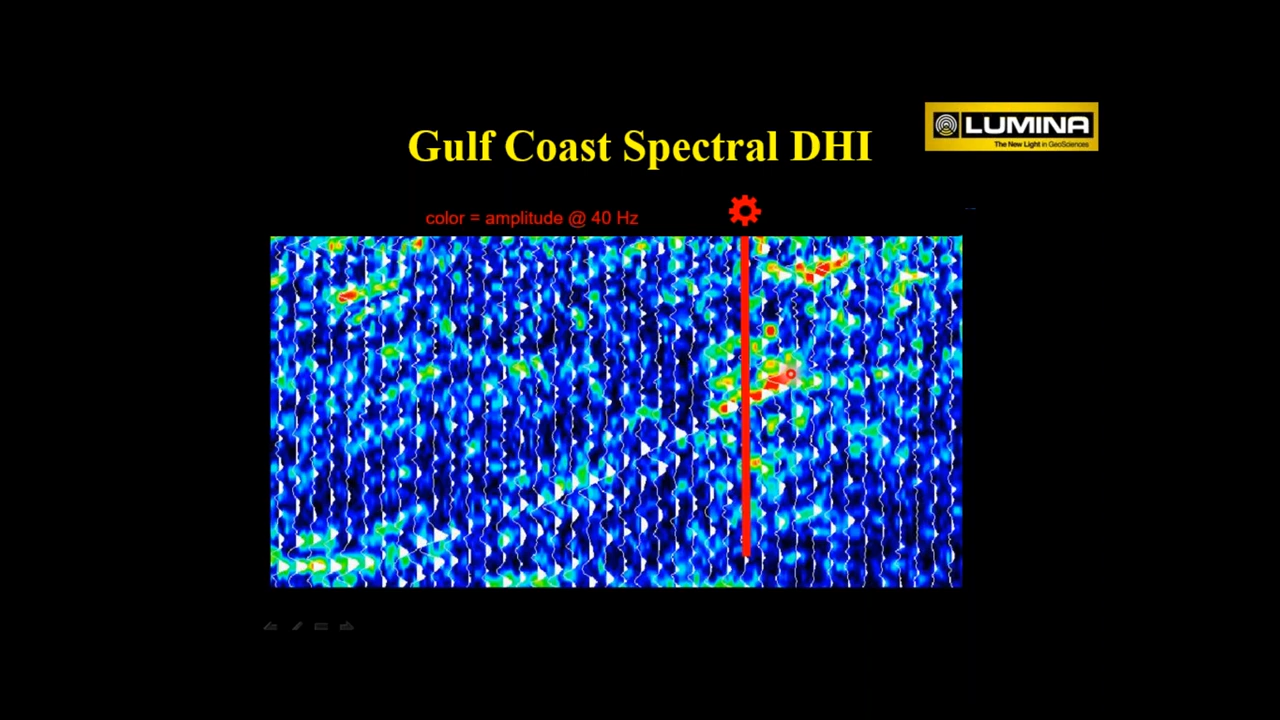 Gulf Coast Spectral DHI
LUMINA
The New Light in GeoSciences
color = amplitude @ 40 Hz